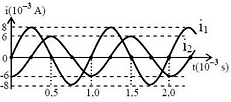 i(10⁻³ A)
8
6
0
-6
-8
i₁
i₂
0,5
1,0
1,5
2,0
t(10⁻³ s)